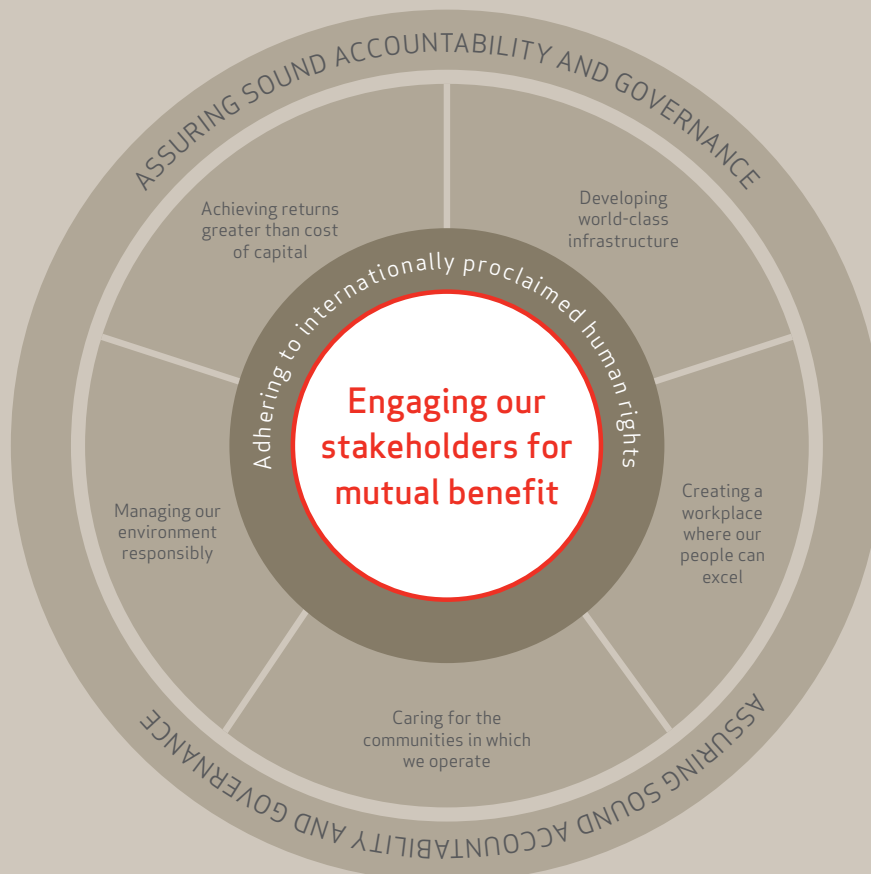 ASSURING SOUND ACCOUNTABILITY AND GOVERNANCE
Achieving returns
greater than cost
of capital
Developing
world-class
infrastructure
Adhering to internationally proclaimed human rights
Engaging our
stakeholders for
mutual benefit
Managing our
environment
responsibly
Creating a
workplace
where our
people can
excel
Caring for the
communities in which
we operate
ASSURING SOUND ACCOUNTABILITY AND GOVERNANCE